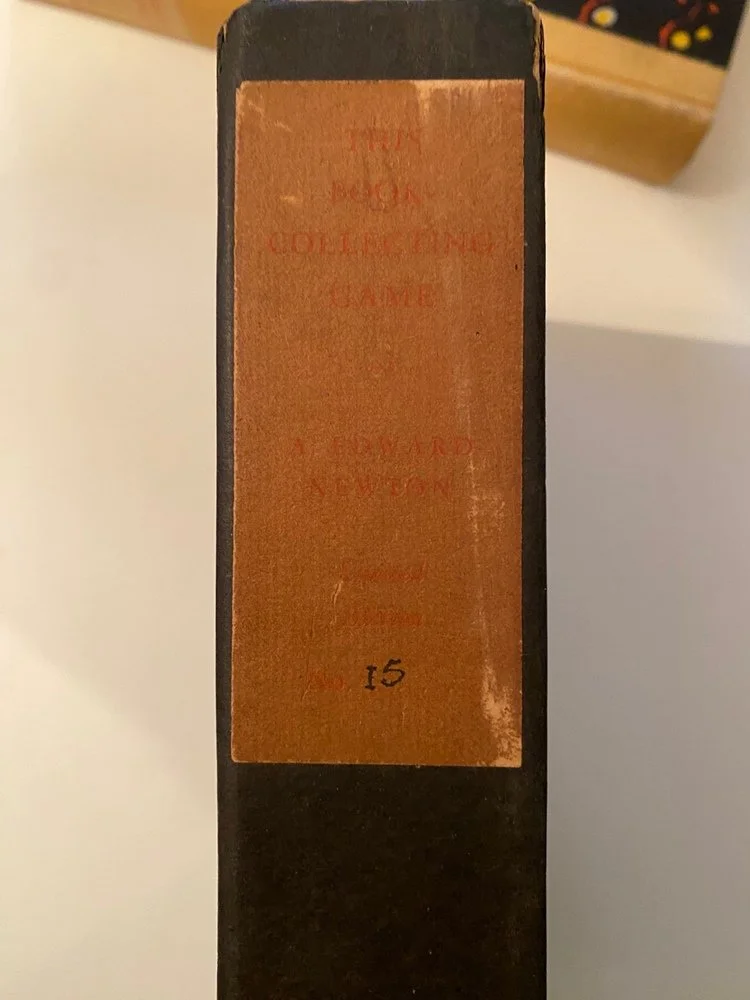 THIS
BOOK-
COLLECTING
GAME
A. EDWARD
NEWTON
Limited
Edition
No. 15